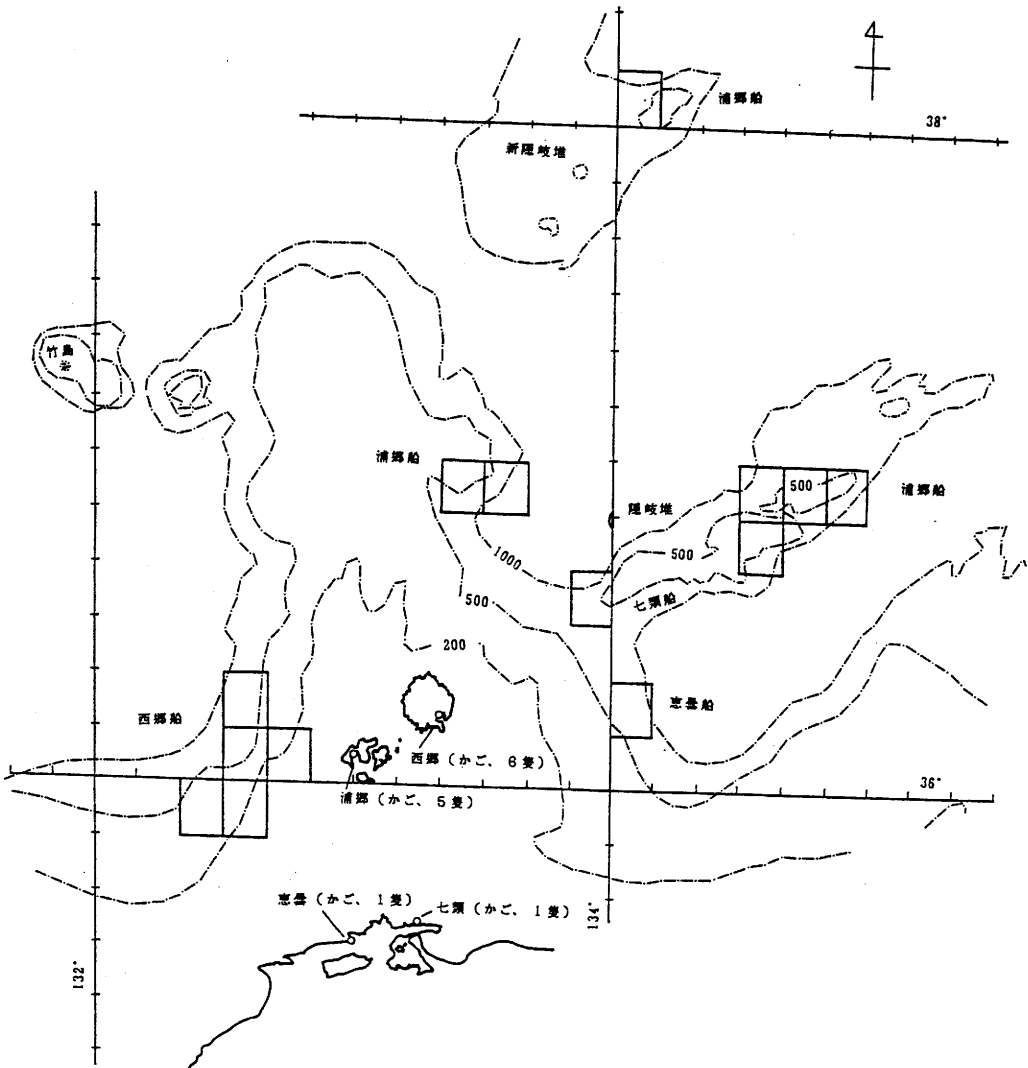 浦郷船
38°
新隠岐堆
竹島
浦郷船
500
浦郷船
隠岐堆
1000
500
七類船
500
200
恵曇船
西郷船
西郷（かご、6隻）
36°
浦郷（かご、5隻）
恵曇（かご、1隻）
七類（かご、1隻）
134°
132°